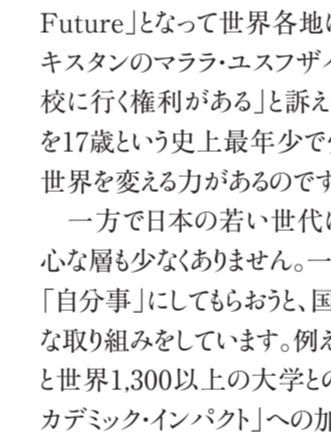 Future」となって世界各地
キスタンのマララ・ユスフザ
校に行く権利がある」と訴え
を17歳という史上最年少で
世界を変える力があるのです
　一方で日本の若い世代に
心な層も少なくありません。一
「自分事」にしてもらおうと、国
な取り組みをしています。例え
と世界1,300以上の大学との
カデミック・インパクト」への加